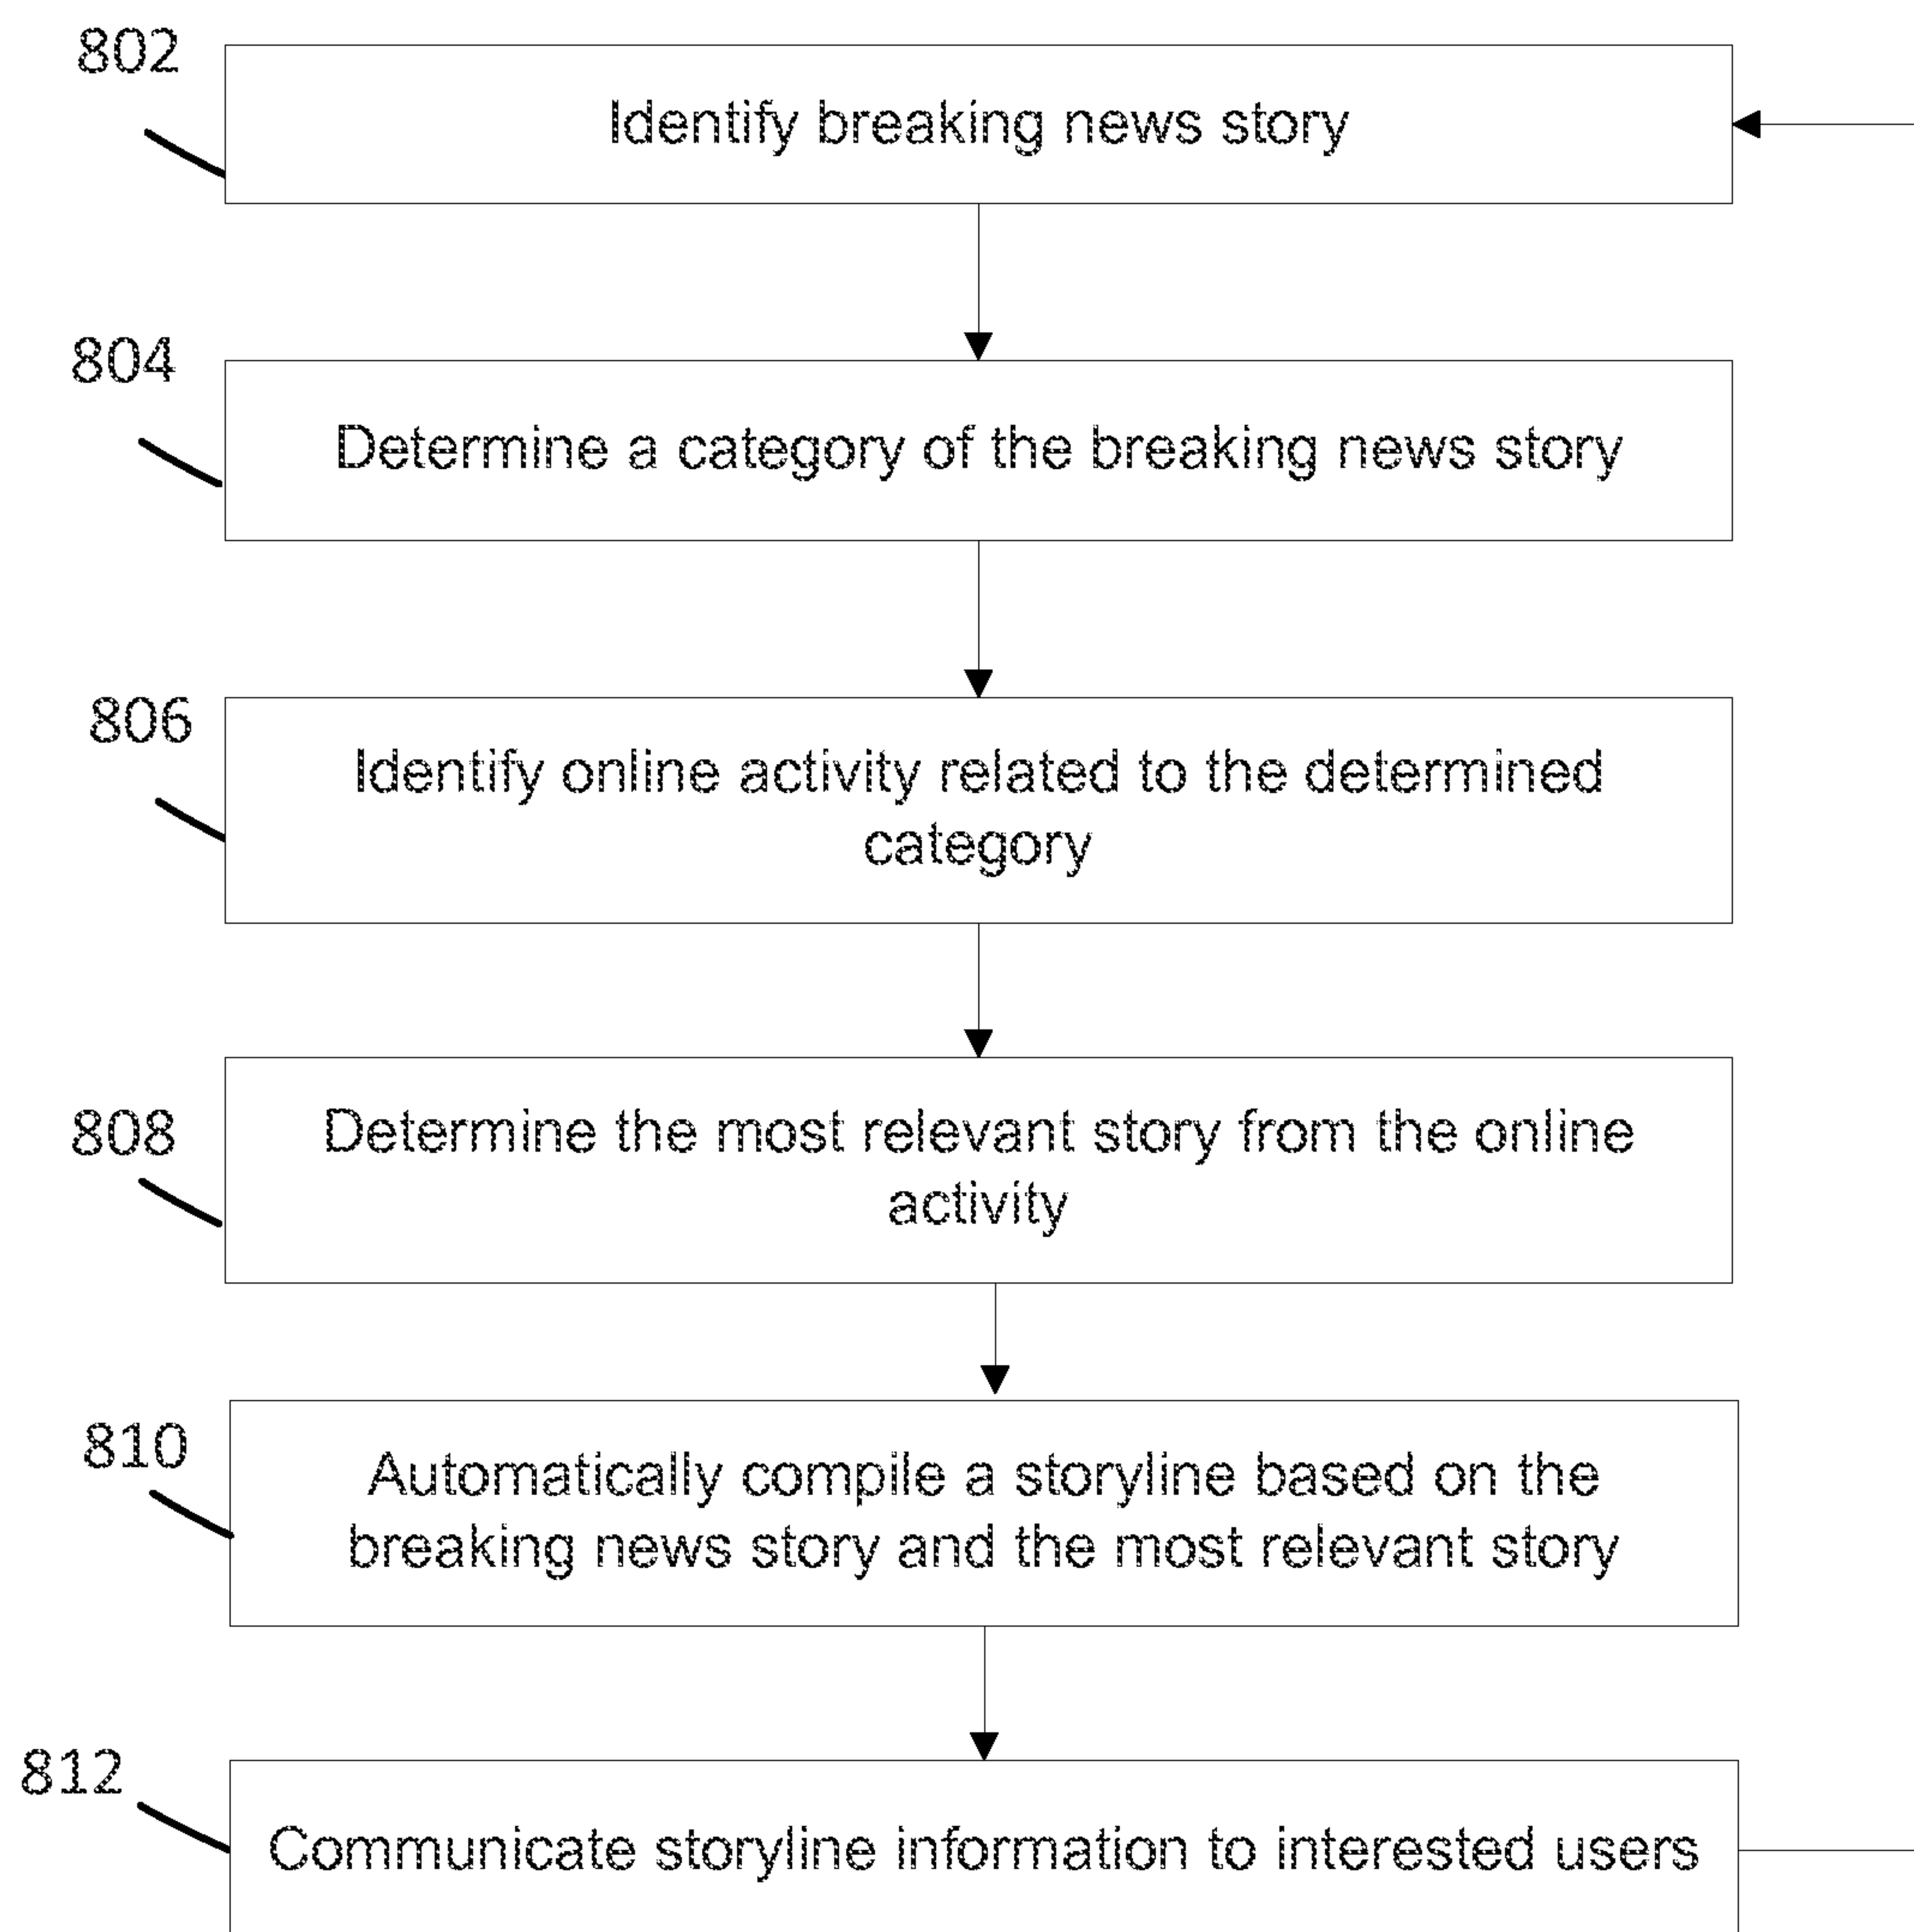 802
Identify breaking news story
804
Determine a category of the breaking news story
806
Identify online activity related to the determined
category
808
Determine the most relevant story from the online
activity
810
Automatically compile a storyline based on the
breaking news story and the most relevant story
812
Communicate storyline information to interested users